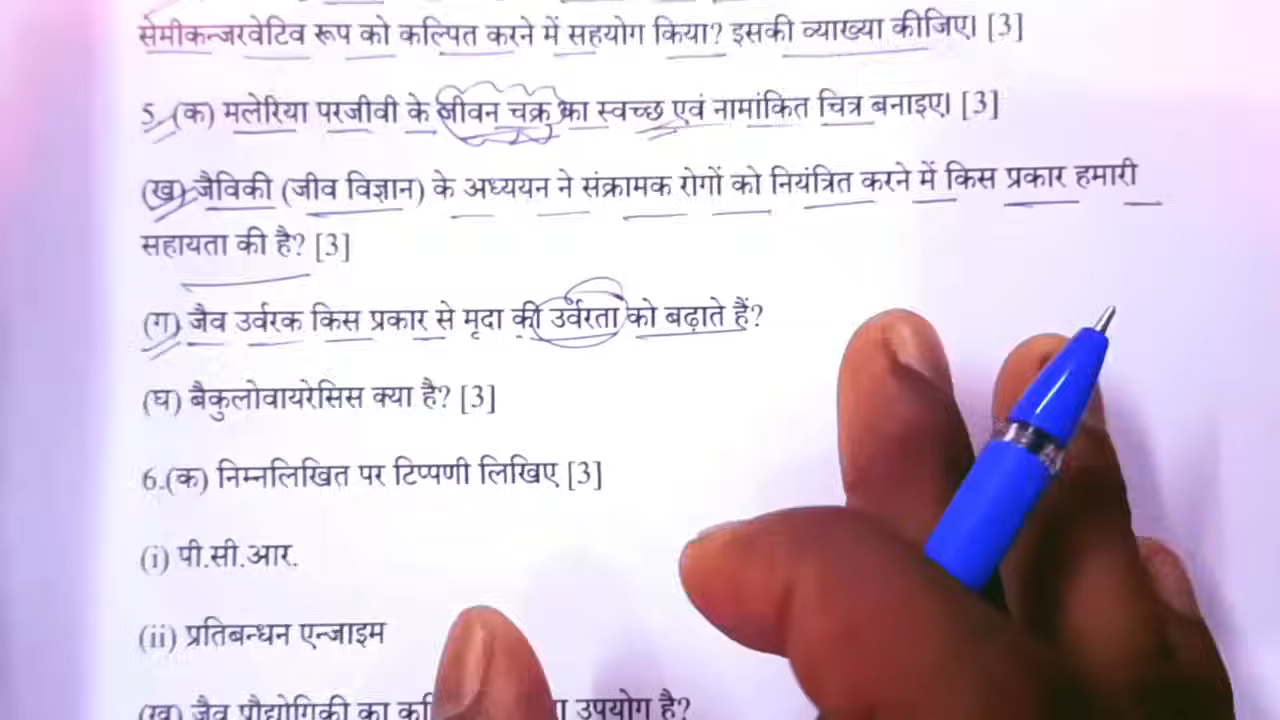 सेमीकन्जरवेटिव रूप को कल्पित करने में सहयोग किया? इसकी व्याख्या कीजिए। [3]
5.(क) मलेरिया परजीवी के जीवन चक्र का स्वच्छ एवं नामांकित चित्र बनाइए। [3]
(ख) जैविकी (जीव विज्ञान) के अध्ययन ने संक्रामक रोगों को नियंत्रित करने में किस प्रकार हमारी
सहायता की है? [3]
(ग) जैव उर्वरक किस प्रकार से मृदा की उर्वरता को बढ़ाते हैं?
(घ) बैकुलोवायरेसिस क्या है? [3]
6.(क) निम्नलिखित पर टिप्पणी लिखिए [3]
(i) पी.सी.आर.
(ii) प्रतिबन्धन एन्जाइम
(ख) जैव प्रौद्योगिकी का उपयोग है?